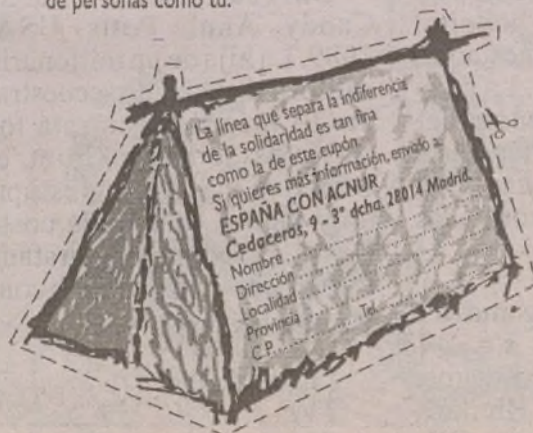 de personas como tú.
La línea que separa la indiferencia
de la solidaridad es tan fina
como la de este cupón.
Si quieres más información, envíalo a:
ESPAÑA CON ACNUR
Cedaceros, 9 - 3° dcha. 28014 Madrid.
Nombre
Dirección
Localidad
Provincia
C.P. Tel.